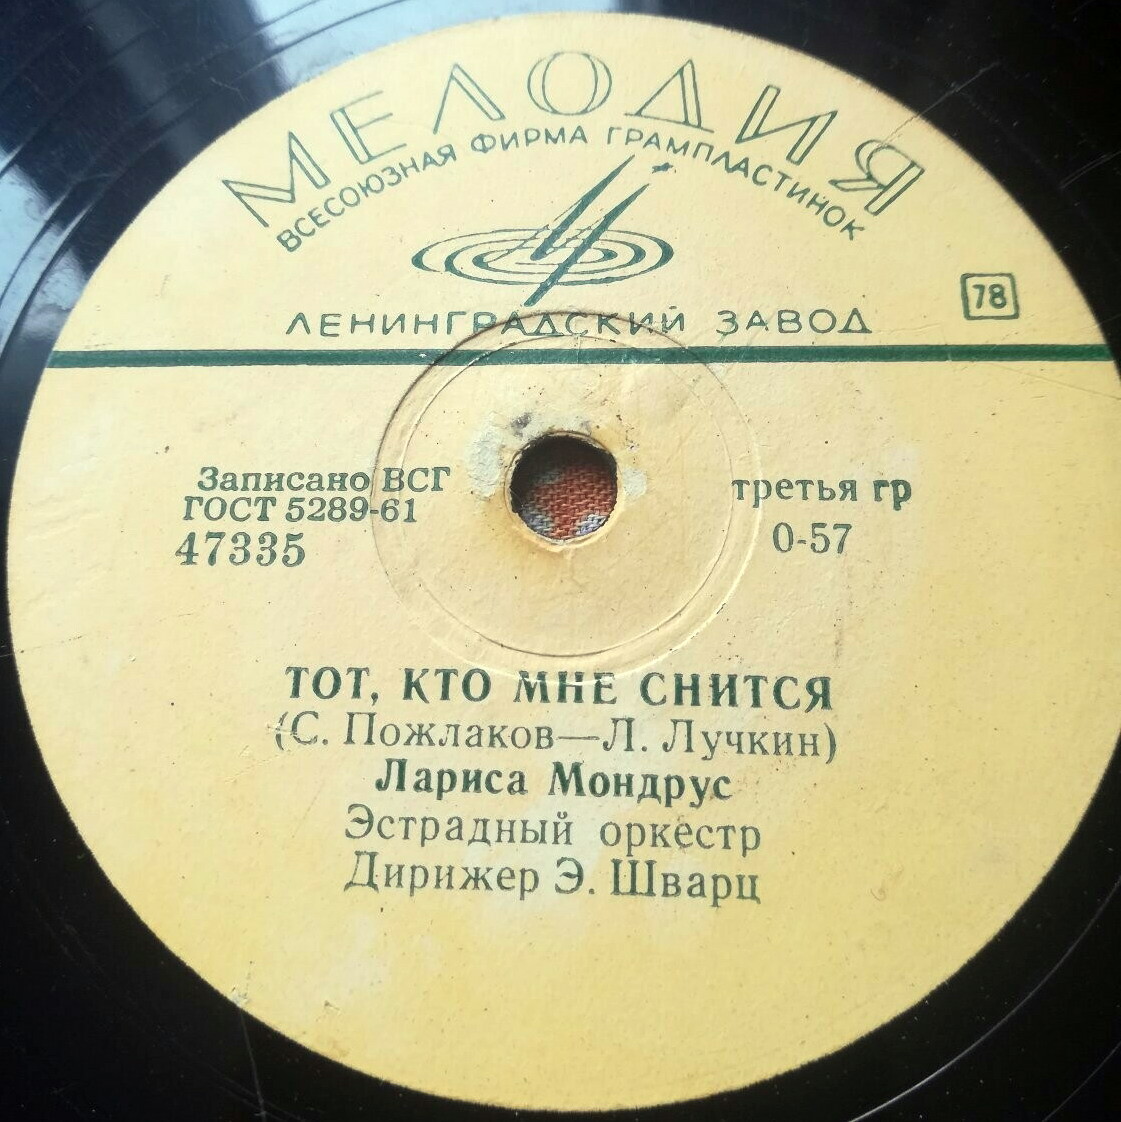 МЕЛОДИЯ
ВСЕСОЮЗНАЯ ФИРМА ГРАМПЛАСТИНОК
ЛЕНИНГРАДСКИЙ ЗАВОД
78
Записано ВСГ
ГОСТ 5289-61
47335
третья гр
0-57
ТОТ, КТО МНЕ СНИТСЯ
(С. Пожлаков—Л. Лучкин)
Лариса Мондрус
Эстрадный оркестр
Дирижер Э. Шварц